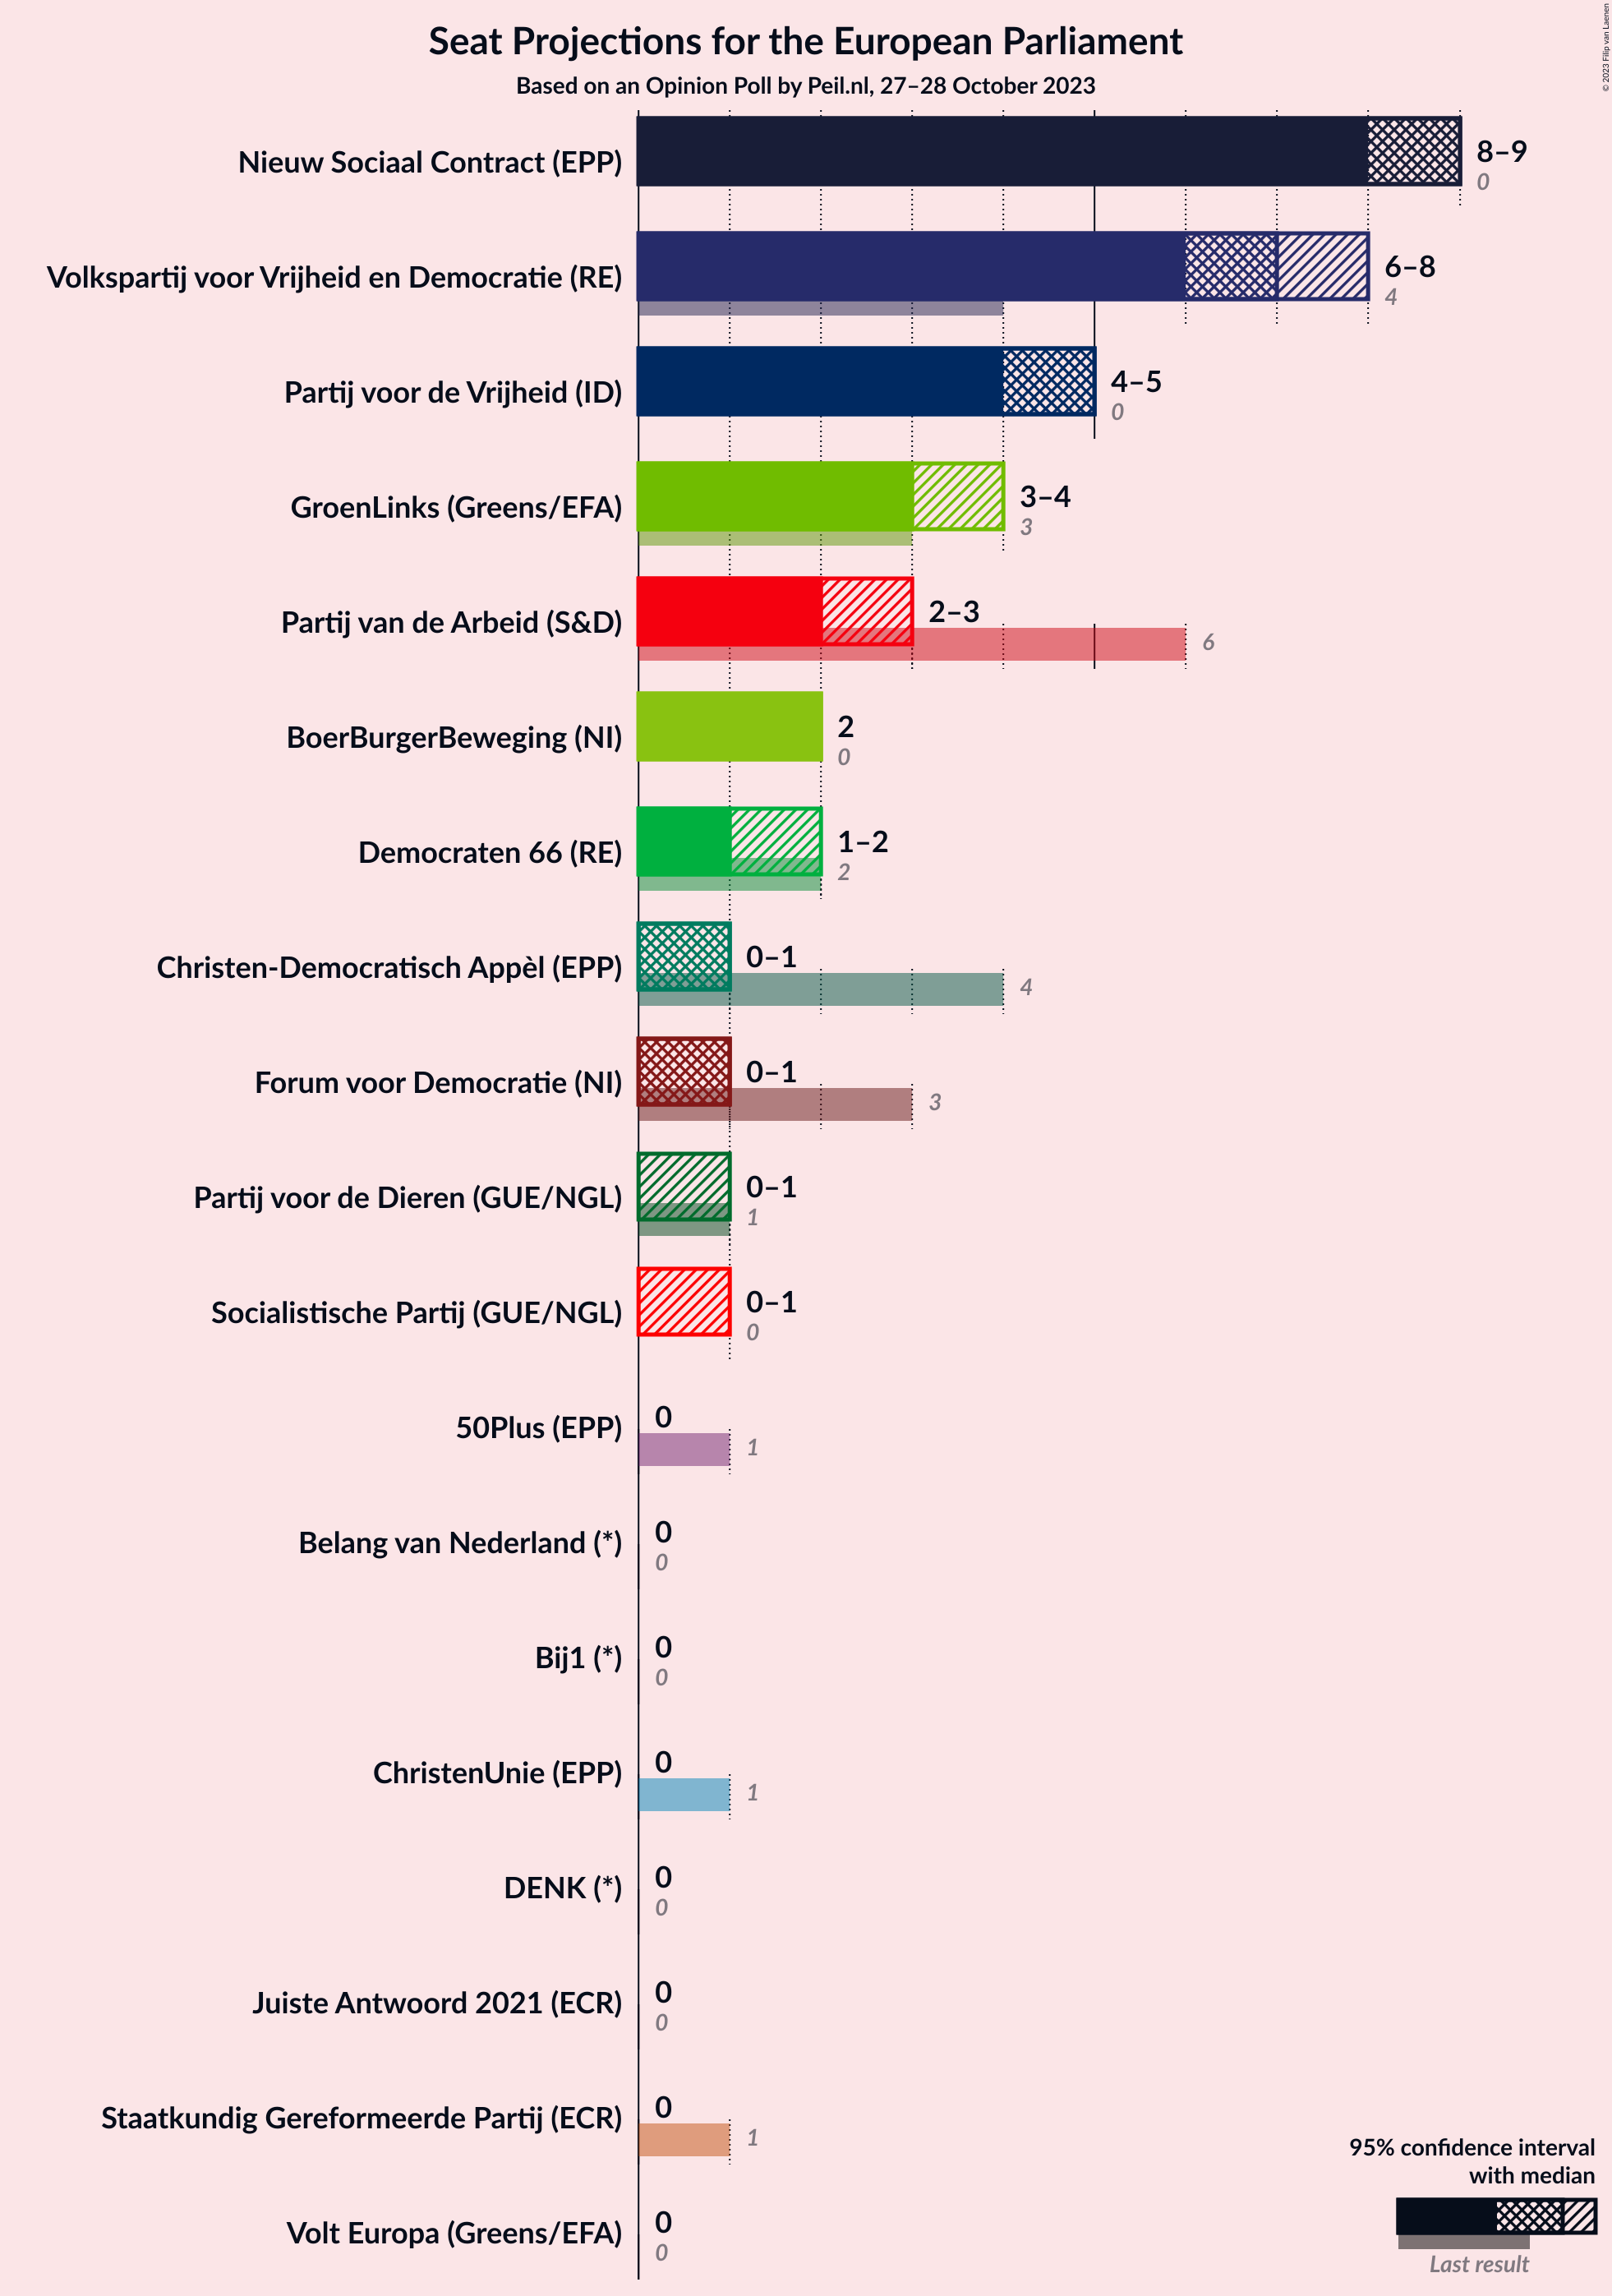 Seat Projections for the European Parliament
Based on an Opinion Poll by Peil.nl, 27–28 October 2023
© 2023 Filip van Laenen
Nieuw Sociaal Contract (EPP)
8–9
0
Volkspartij voor Vrijheid en Democratie (RE)
6–8
4
Partij voor de Vrijheid (ID)
4–5
0
GroenLinks (Greens/EFA)
3–4
3
Partij van de Arbeid (S&D)
2–3
6
BoerBurgerBeweging (NI)
2
0
Democraten 66 (RE)
1–2
2
Christen-Democratisch Appèl (EPP)
0–1
4
Forum voor Democratie (NI)
0–1
3
Partij voor de Dieren (GUE/NGL)
0–1
1
Socialistische Partij (GUE/NGL)
0–1
0
50Plus (EPP)
0
1
Belang van Nederland (*)
0
0
Bij1 (*)
0
0
ChristenUnie (EPP)
0
1
DENK (*)
0
0
Juiste Antwoord 2021 (ECR)
0
0
Staatkundig Gereformeerde Partij (ECR)
0
1
Volt Europa (Greens/EFA)
0
0
95% confidence interval
with median
Last result